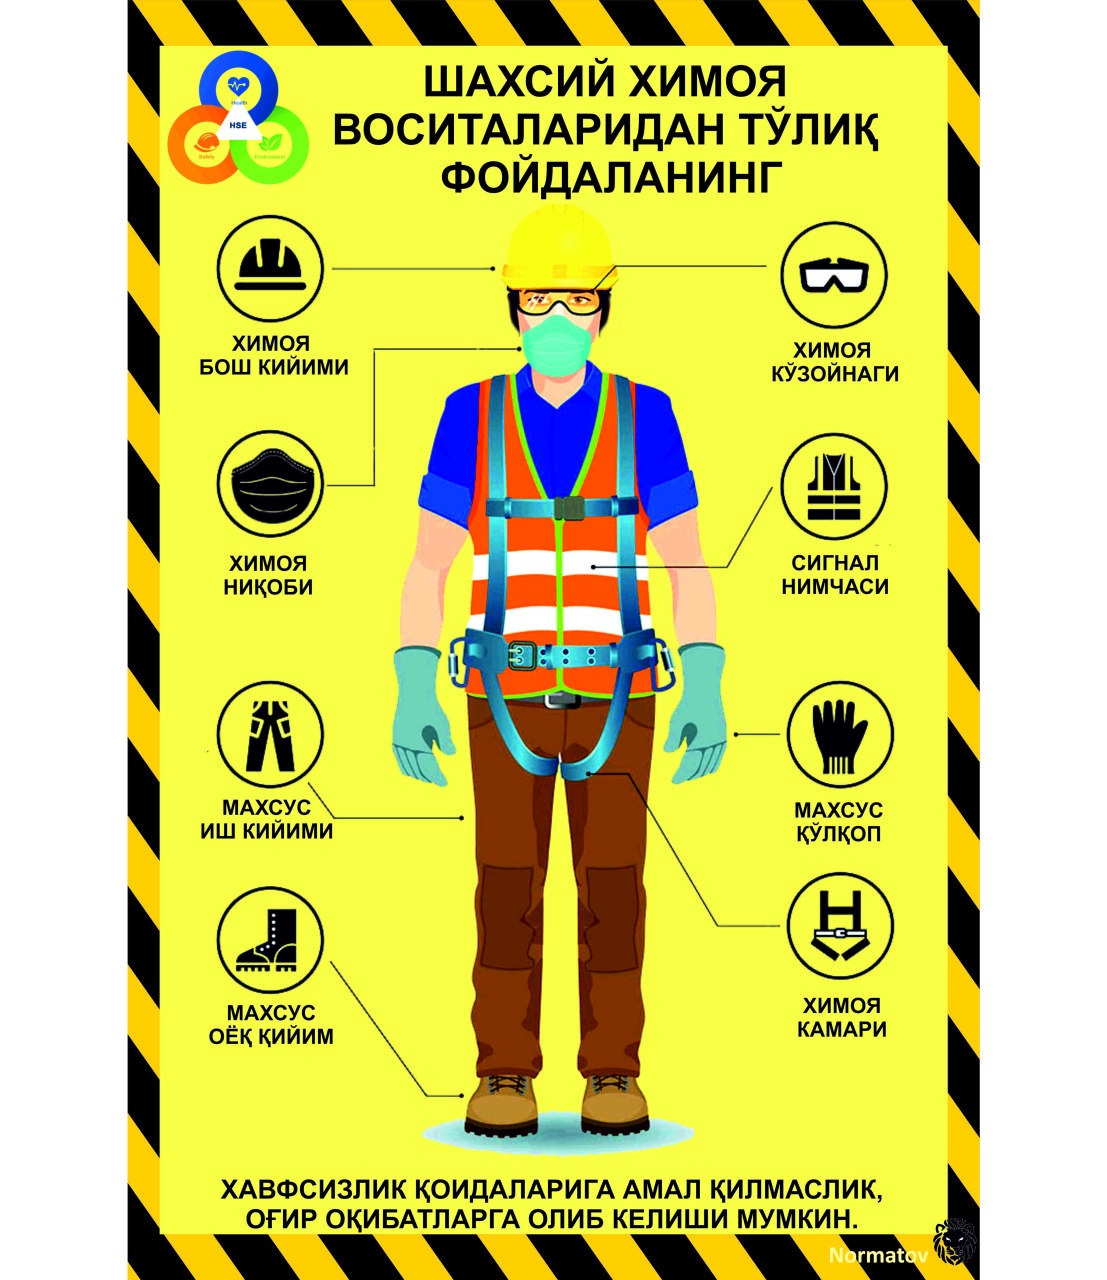 ШАХСИЙ ХИМОЯ
ВОСИТАЛАРИДАН ТЎЛИҚ
ФОЙДАЛАНИНГ
Health
HSE
Safety
Environment
ХИМОЯ
БОШ КИЙИМИ
ХИМОЯ
КЎЗОЙНАГИ
ХИМОЯ
НИҚОБИ
СИГНАЛ
НИМЧАСИ
МАХСУС
ИШ КИЙИМИ
МАХСУС
ҚЎЛҚОП
МАХСУС
ОЁҚ ҚИЙИМ
ХИМОЯ
КАМАРИ
ХАВФСИЗЛИК ҚОИДАЛАРИГА АМАЛ ҚИЛМАСЛИК,
ОҒИР ОҚИБАТЛАРГА ОЛИБ КЕЛИШИ МУМКИН.
Normatov